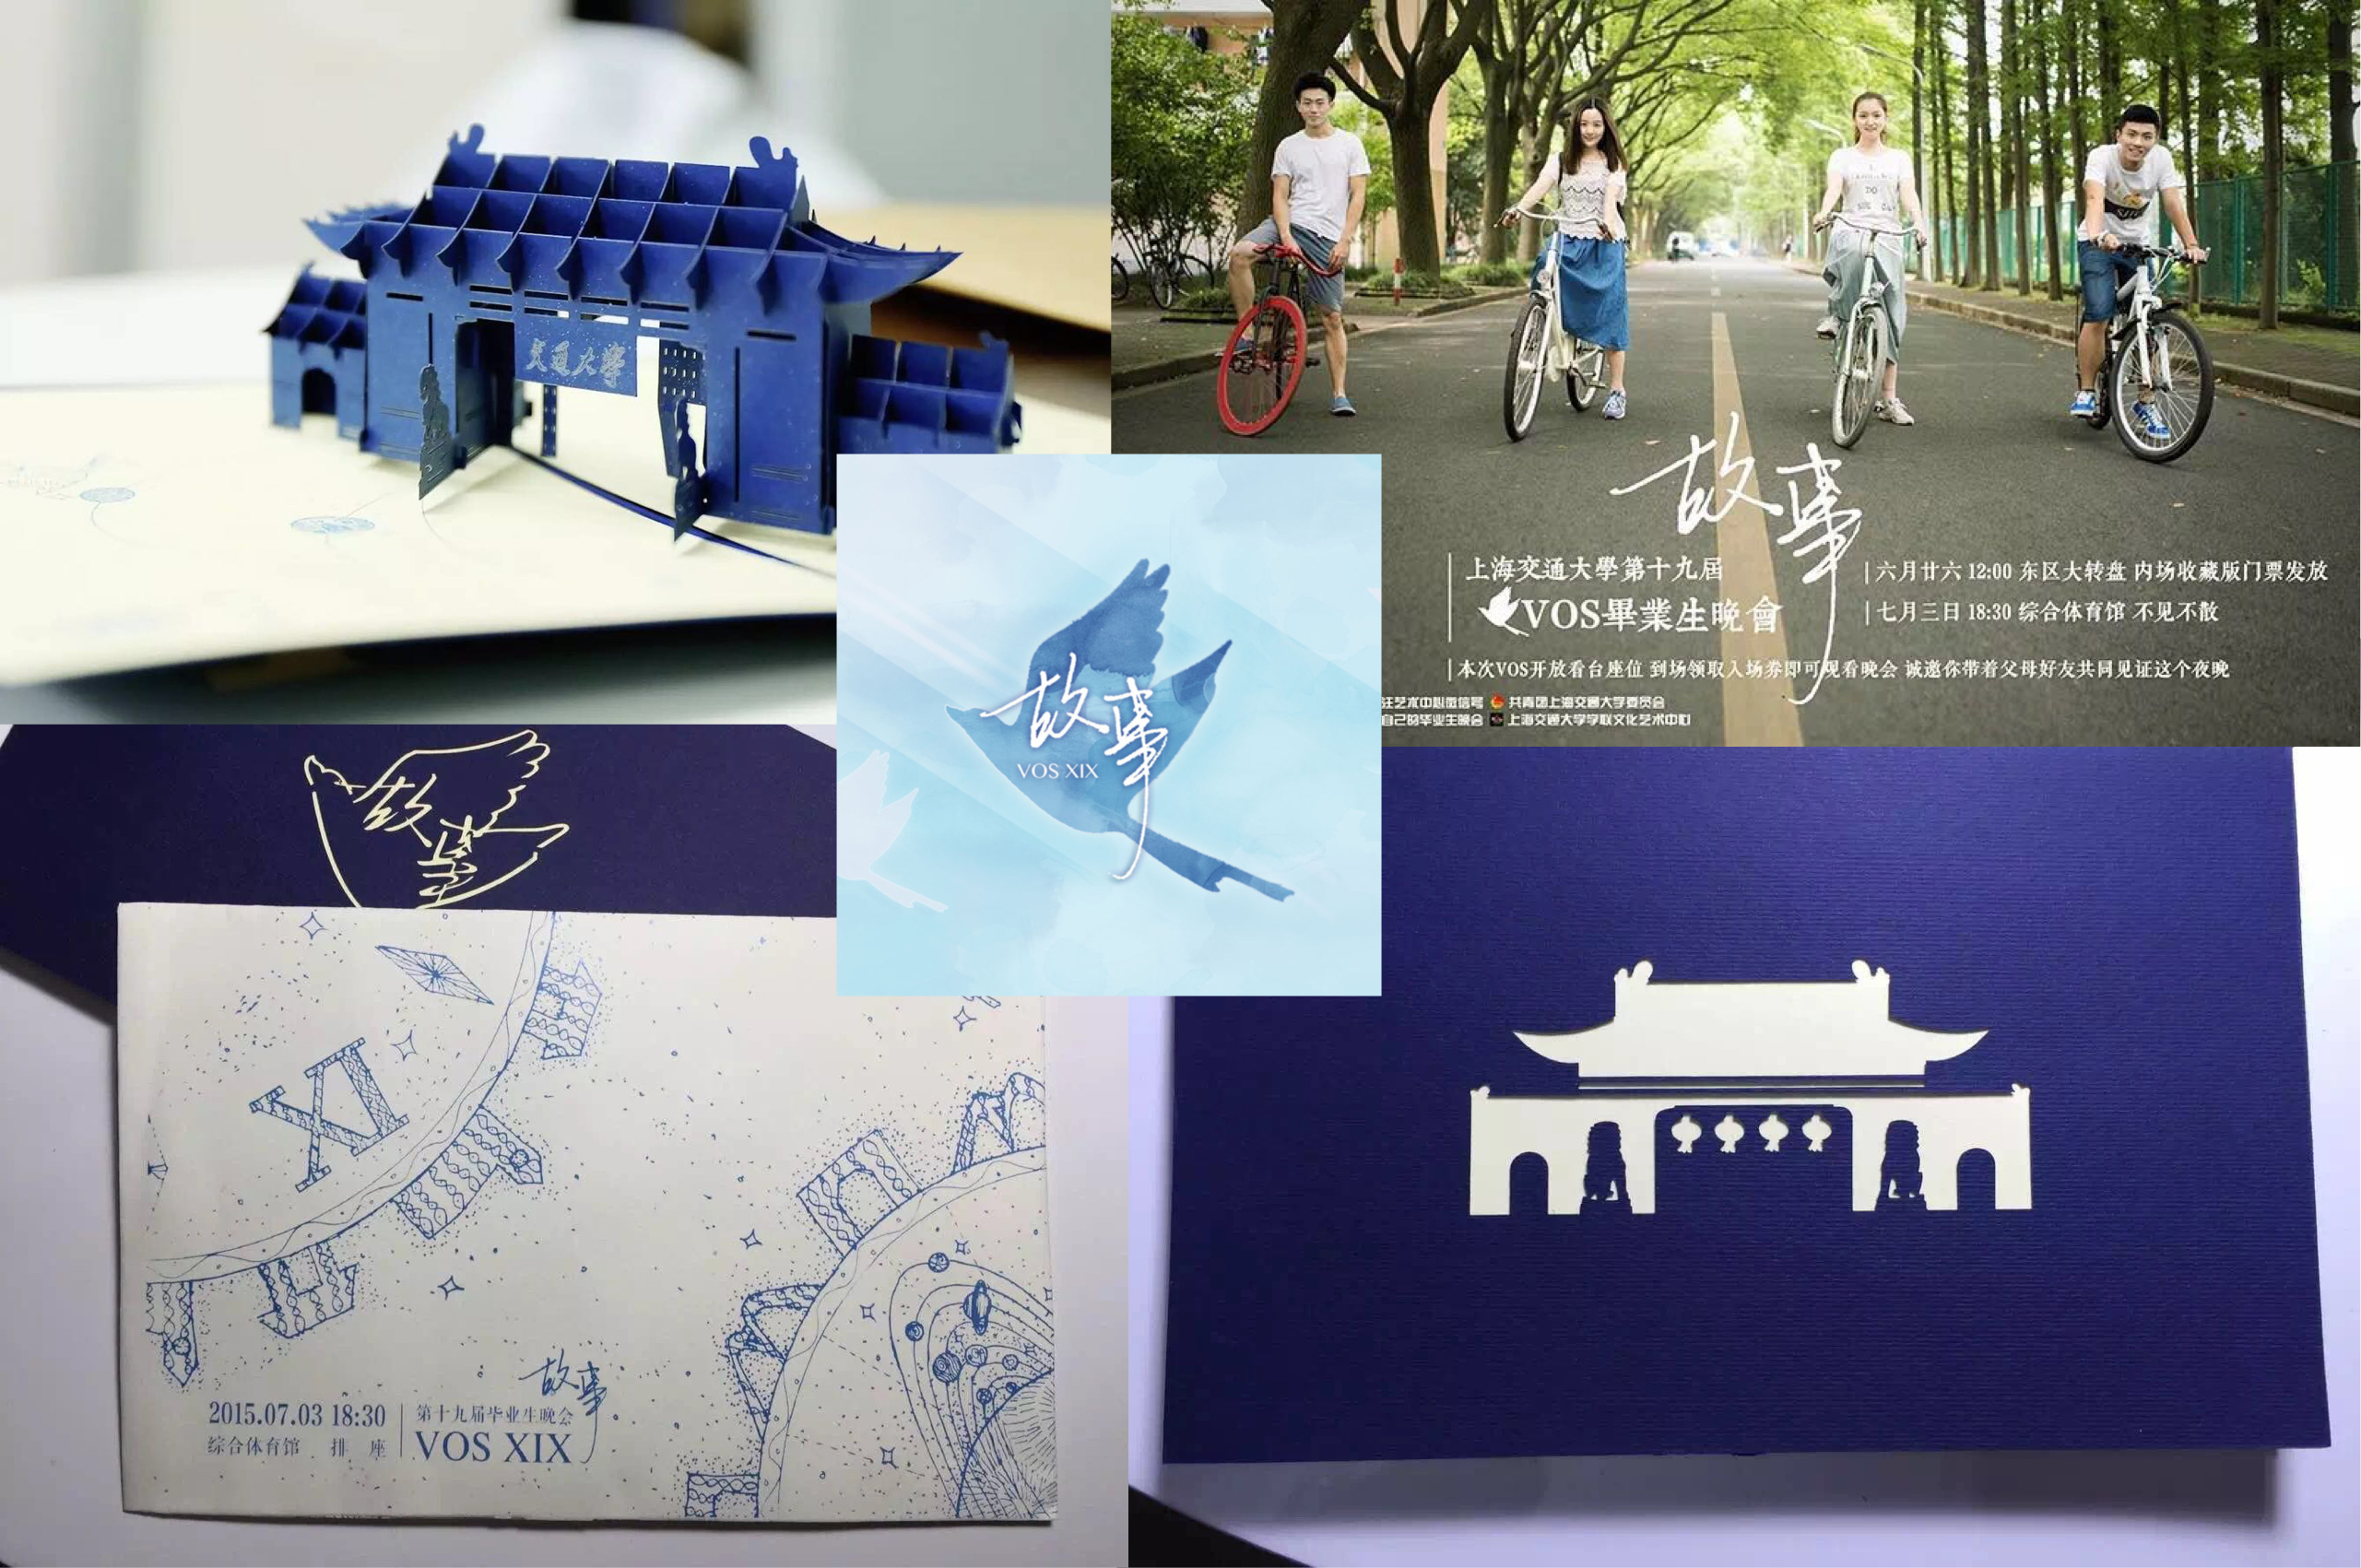 交通大學
故事
上海交通大學第十九届
VOS畢業生晚會
六月廿六 12:00 东区大转盘 内场收藏版门票发放
七月三日 18:30 综合体育馆 不见不散
本次VOS开放看台座位 到场领取入场券即可观看晚会 诚邀你带着父母好友共同见证这个夜晚
艺术中心微信号 共青团上海交通大学委员会
自己的毕业生晚会 上海交通大学学联文化艺术中心
故事
VOS XIX
故事
XI
故事
2015.07.03 18:30
第十九届毕业生晚会
综合体育馆 排 座
VOS XIX